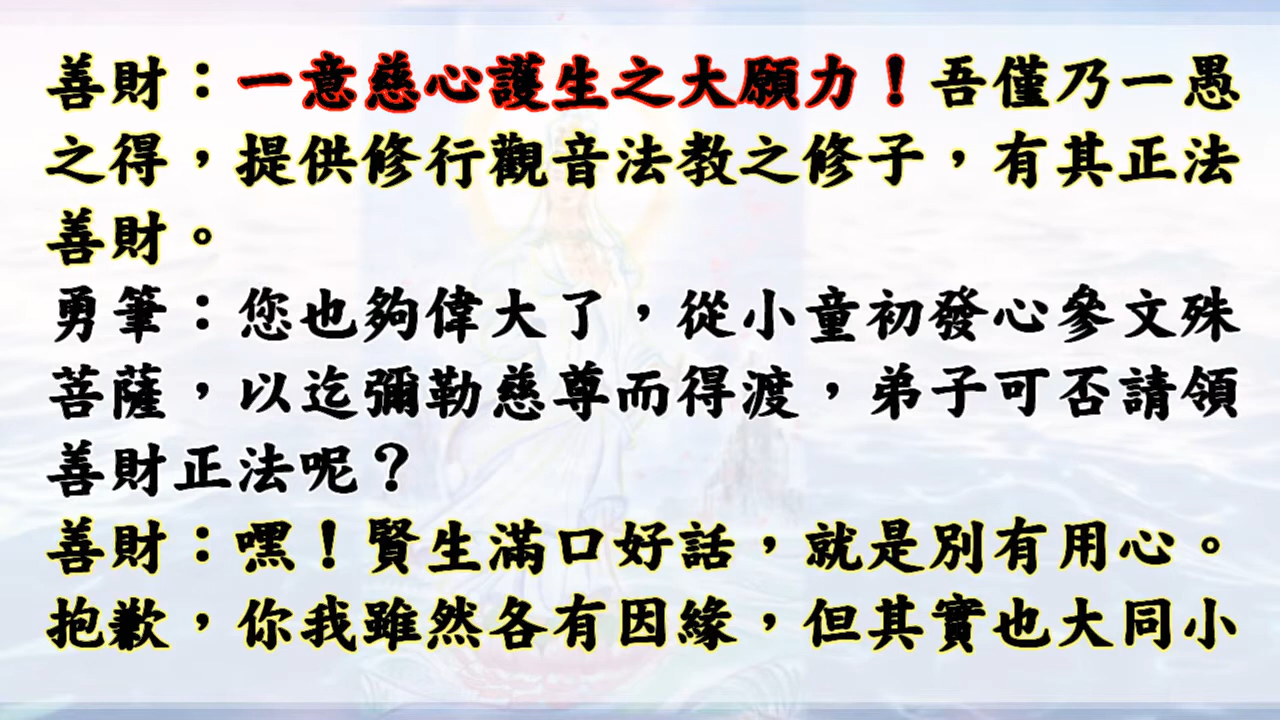 善財：一意慈心護生之大願力！吾僅乃一愚
之得，提供修行觀音法教之修子，有其正法
善財。
勇筆：您也夠偉大了，從小童初發心參文殊
菩薩，以迄彌勒慈尊而得渡，弟子可否請領
善財正法呢？
善財：嘿！賢生滿口好話，就是別有用心。
抱歉，你我雖然各有因緣，但其實也大同小